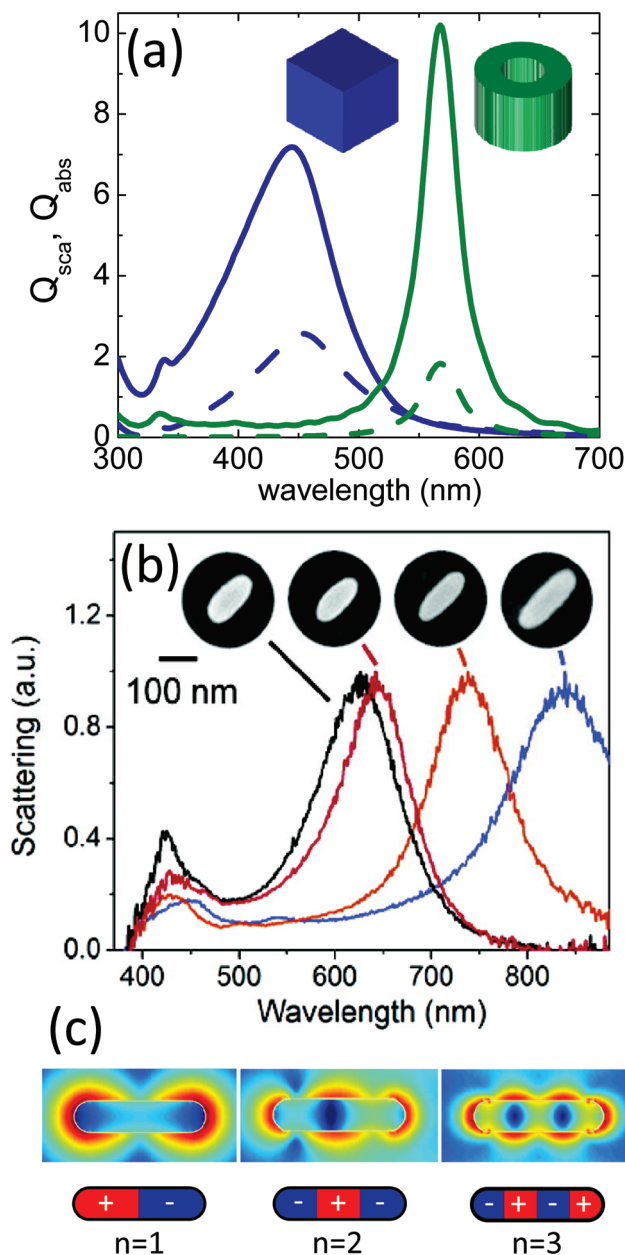 (a)
10
8
6
4
2
0
Q_sca, Q_abs
300 400 500 600 700
wavelength (nm)
(b)
100 nm
1.2
0.8
0.4
0.0
Scattering (a.u.)
400 500 600 700 800
Wavelength (nm)
(c)
+ - - + - - + - +
n=1 n=2 n=3